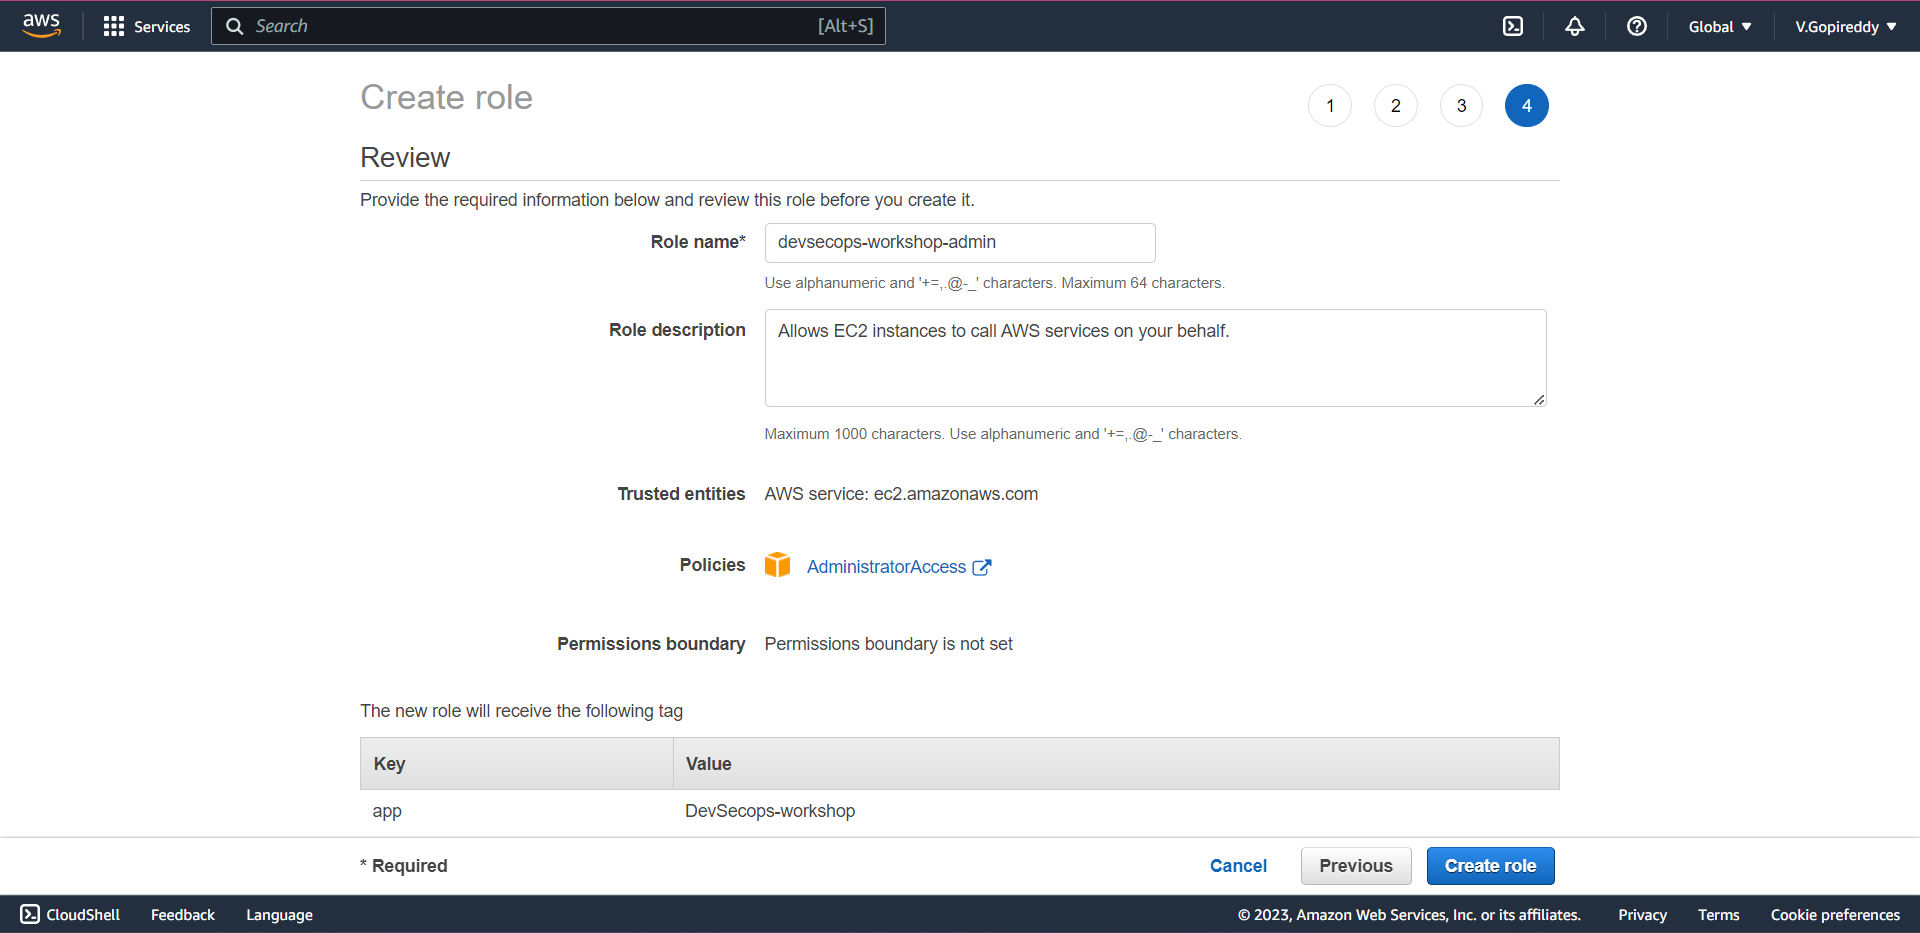 aws Services Search [Alt+S] Global V.Gopireddy
Create role 1 2 3 4
Review
Provide the required information below and review this role before you create it.
Role name* devsecops-workshop-admin
Use alphanumeric and '+=,.@-_' characters. Maximum 64 characters.
Role description Allows EC2 instances to call AWS services on your behalf.
Maximum 1000 characters. Use alphanumeric and '+=,.@-_' characters.
Trusted entities AWS service: ec2.amazonaws.com
Policies AdministratorAccess
Permissions boundary Permissions boundary is not set
The new role will receive the following tag
Key Value
app DevSecops-workshop
* Required Cancel Previous Create role
CloudShell Feedback Language © 2023, Amazon Web Services, Inc. or its affiliates. Privacy Terms Cookie preferences